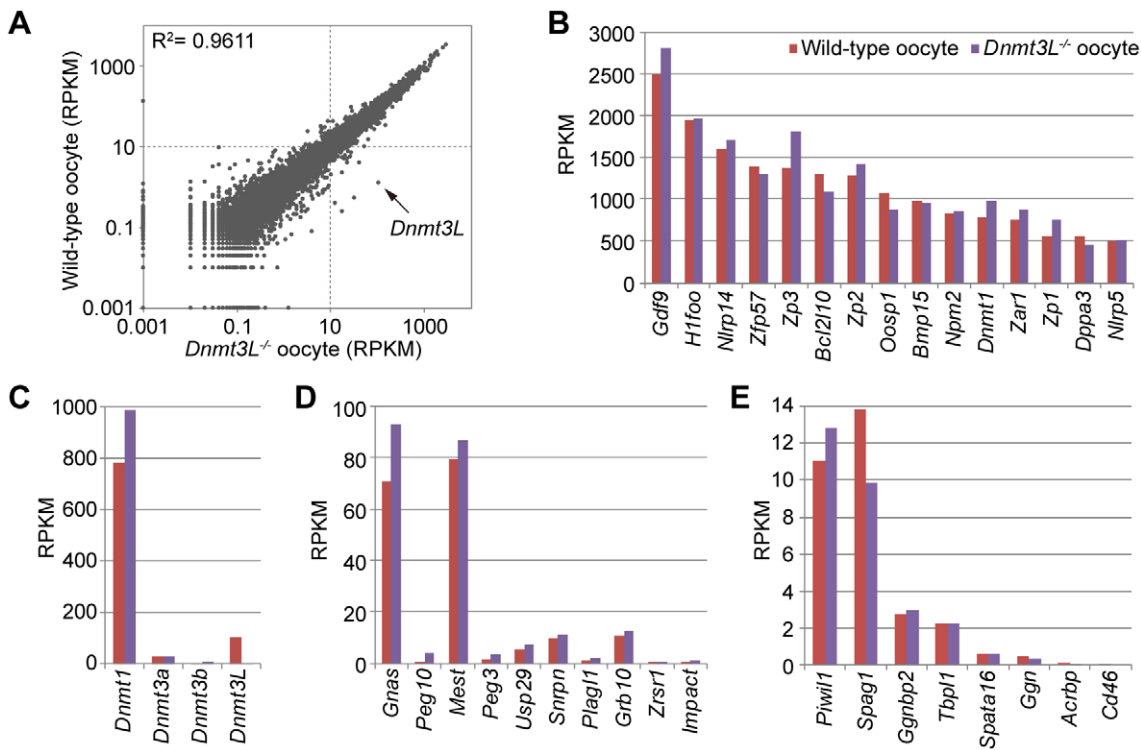 A
R²= 0.9611
1000
10
0.1
0.001
Wild-type oocyte (RPKM)
0.001
0.1
10
1000
Dnmt3L
Dnmt3L-/- oocyte (RPKM)
B
Wild-type oocyte
Dnmt3L-/- oocyte
3000
2500
2000
1500
1000
500
0
RPKM
Gdf9
H1foo
Nlrp14
Zfp57
Zp3
Bcl2l10
Zp2
Oosp1
Bmp15
Npm2
Dnmt1
Zar1
Zp1
Dppa3
Nlrp5
C
1000
800
600
400
200
0
RPKM
Dnmt1
Dnmt3a
Dnmt3b
Dnmt3L
D
100
80
60
40
20
0
RPKM
Gnas
Peg10
Mest
Peg3
Usp29
Snrpn
Plagl1
Grb10
Zrsr1
Impact
E
14
12
10
8
6
4
2
0
RPKM
Piwil1
Spag1
Ggnbp2
Tbpl1
Spata16
Ggn
Acrbp
Cd46